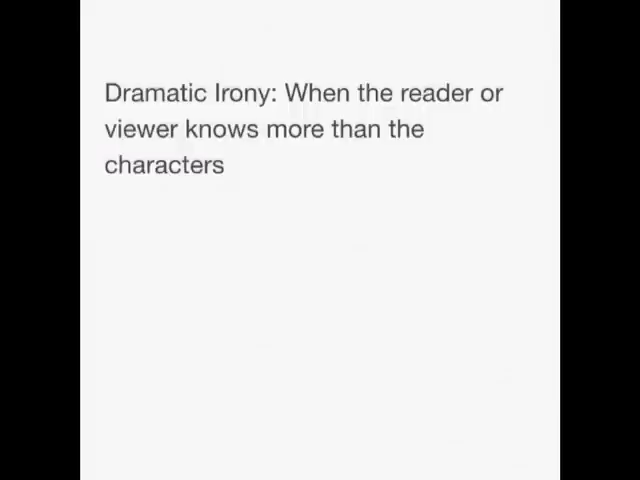 Dramatic Irony: When the reader or
viewer knows more than the
characters